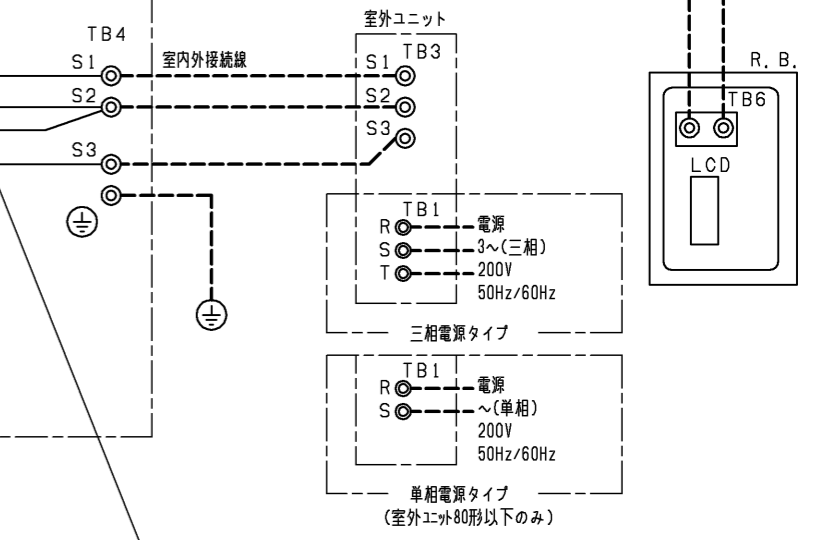 室外ユニット
TB4
TB3
S1
室内外接続線
S1
S2
S2
S3
S3
R.B.
TB6
LCD
TB1
R
電源
S
3~(三相)
T
200V
50Hz/60Hz
三相電源タイプ
TB1
R
電源
S
~(単相)
200V
50Hz/60Hz
単相電源タイプ
(室外ユニット80形以下のみ)